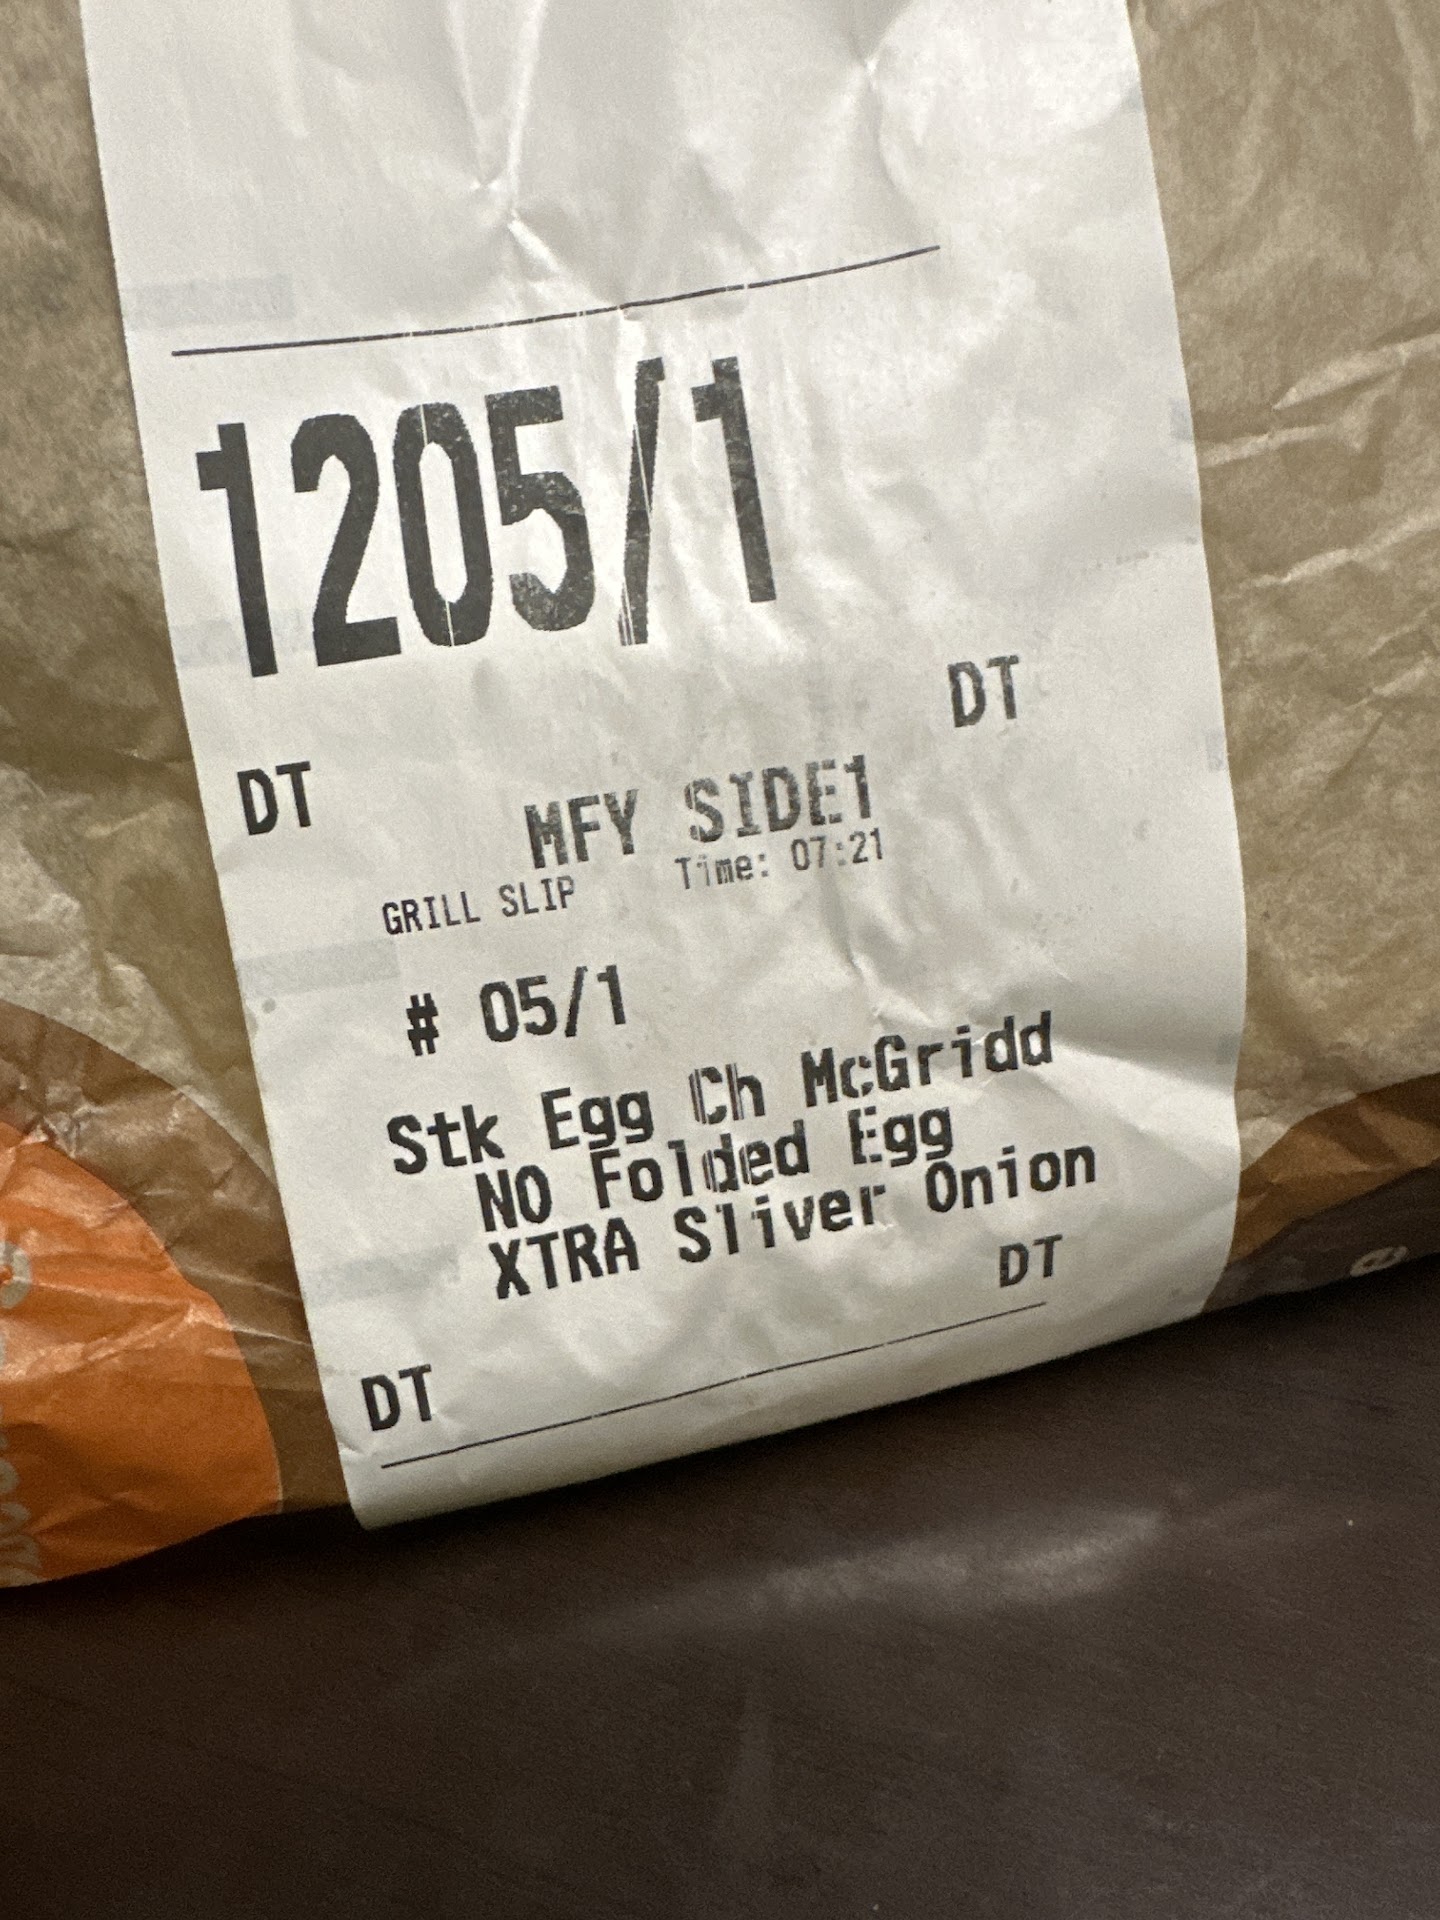 1205/1
DT
DT
MFY SIDE1
GRILL SLIP Time: 07:21
# 05/1
Stk Egg Ch McGridd
NO Folded Egg
XTRA Sliver Onion
DT
DT